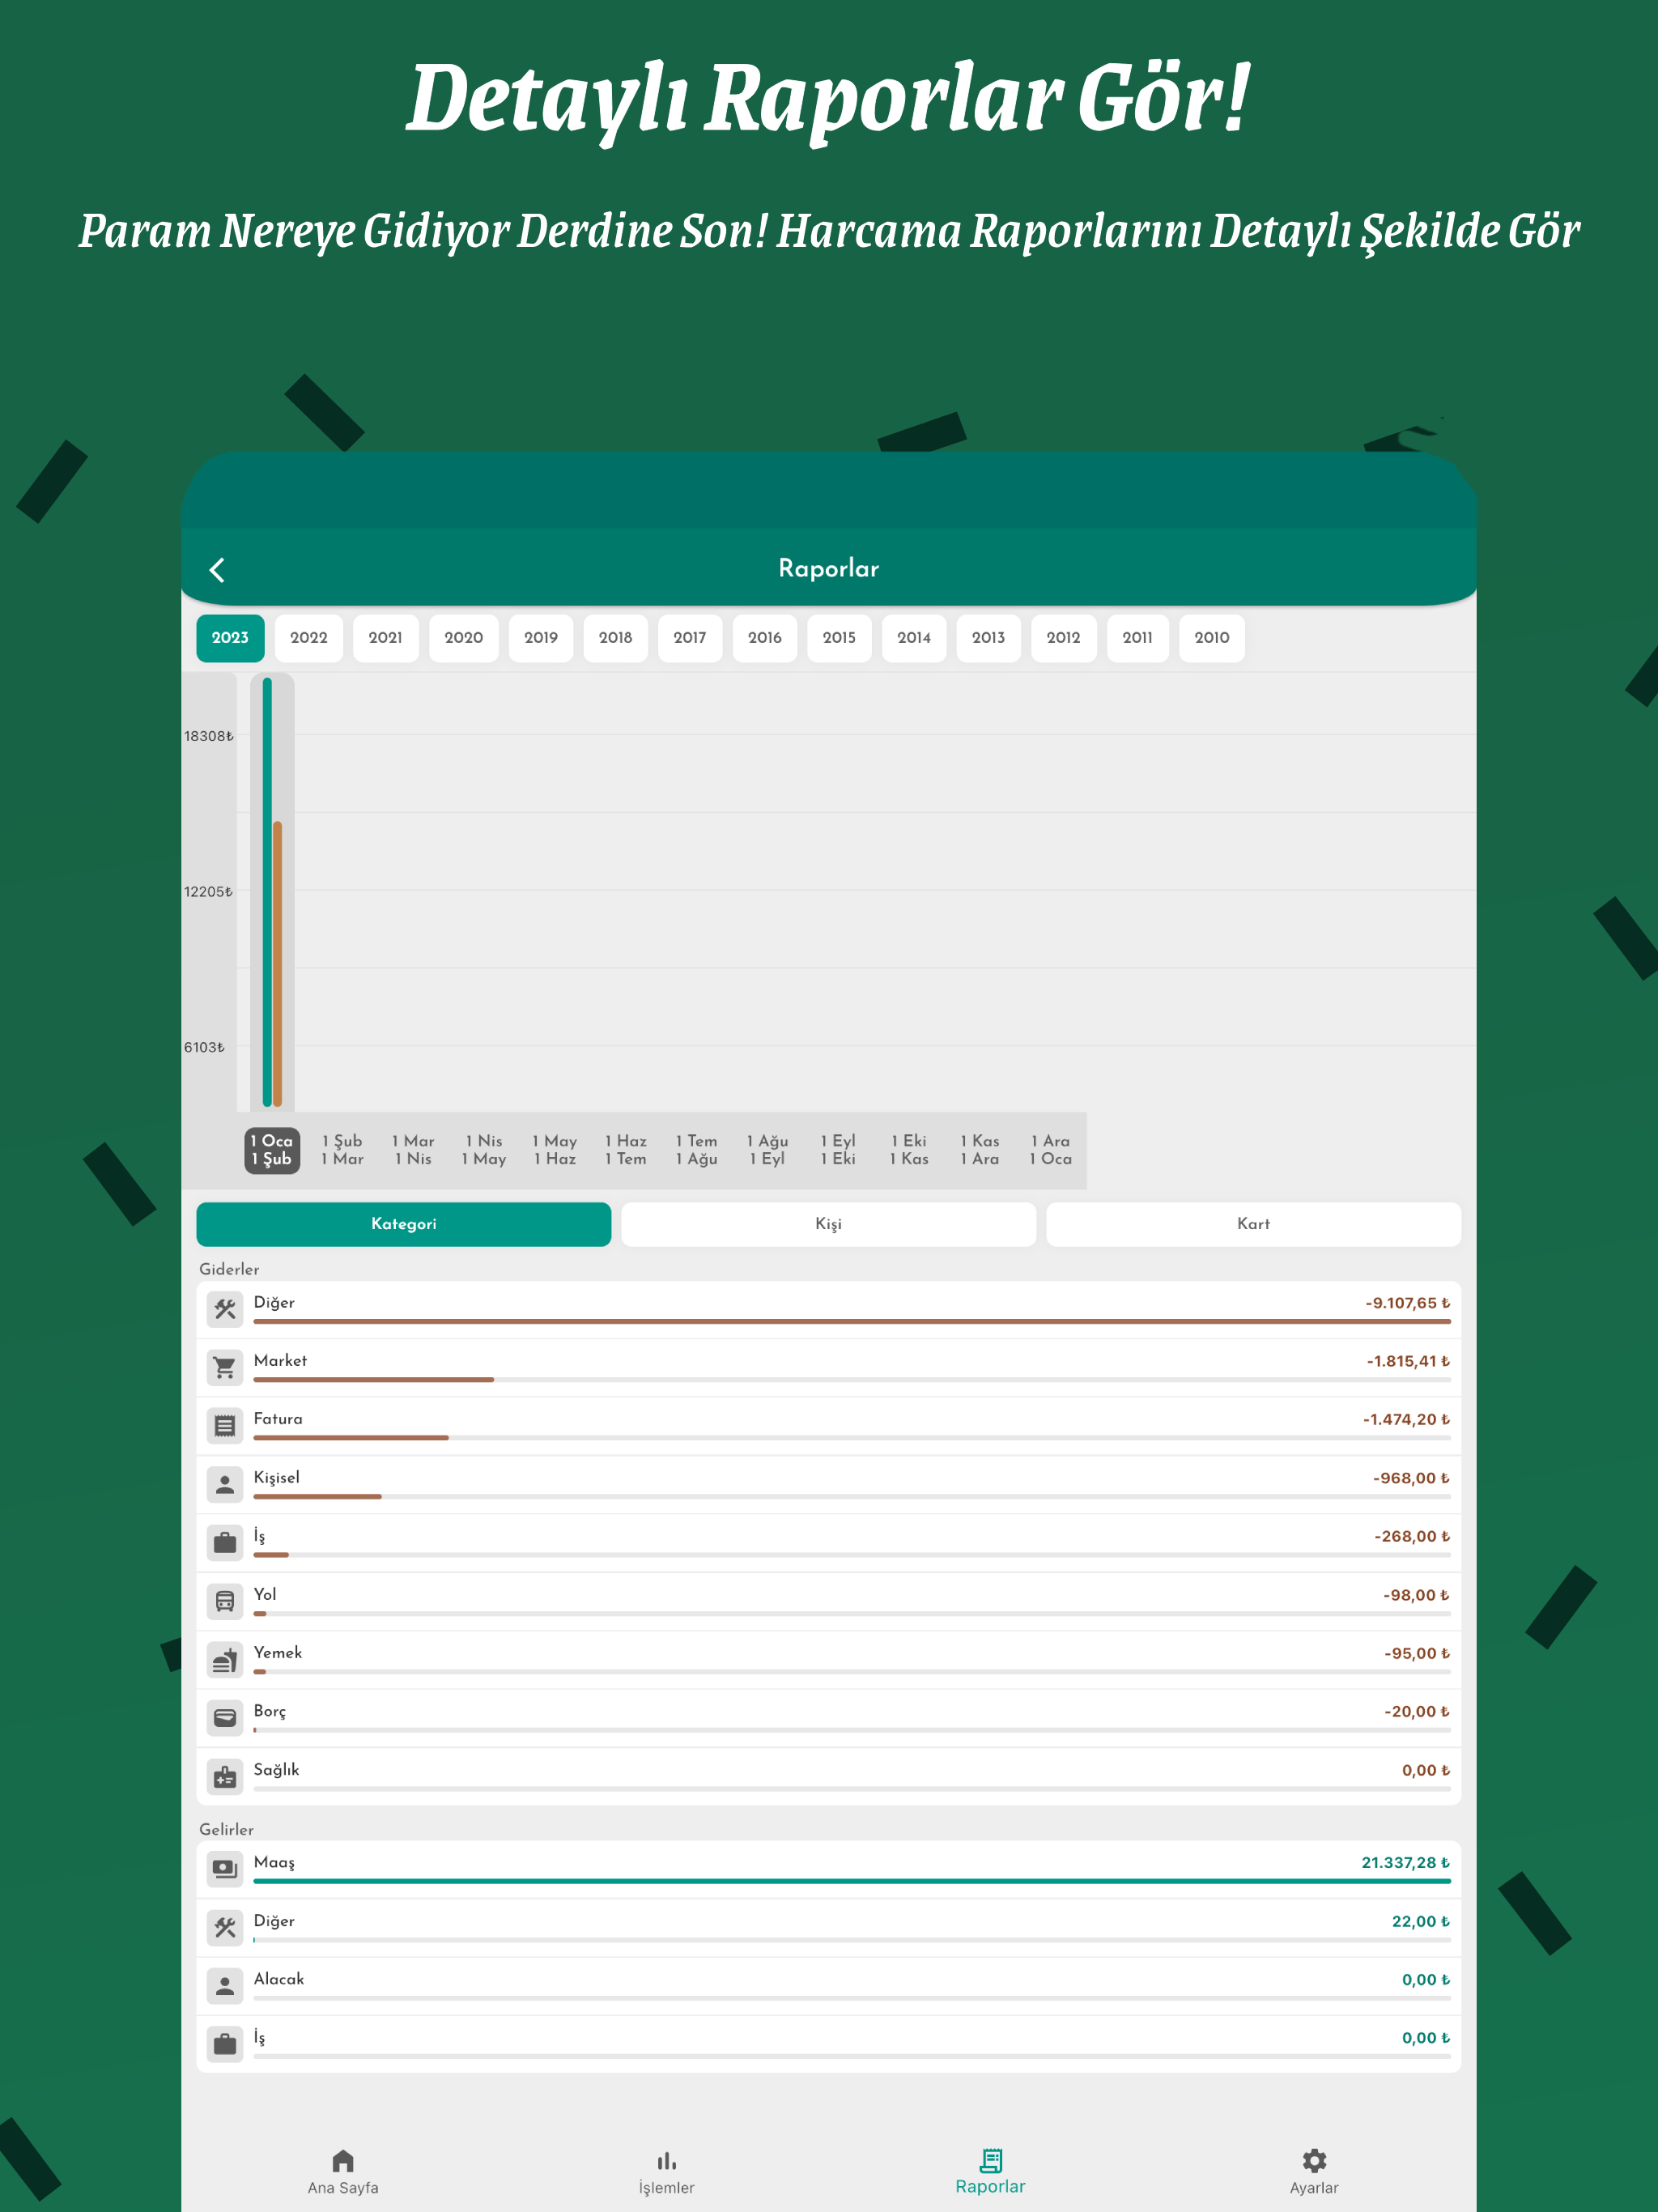 Detaylı Raporlar Gör!
Param Nereye Gidiyor Derdine Son! Harcama Raporlarını Detaylı Şekilde Gör
Raporlar
2023 2022 2021 2020 2019 2018 2017 2016 2015 2014 2013 2012 2011 2010
18308₺
12205₺
6103₺
1 Oca 1 Şub 1 Mar 1 Nis 1 May 1 Haz 1 Tem 1 Ağu 1 Eyl 1 Eki 1 Kas 1 Ara
1 Şub 1 Mar 1 Nis 1 May 1 Haz 1 Tem 1 Ağu 1 Eyl 1 Eki 1 Kas 1 Ara 1 Oca
Kategori Kişi Kart
Giderler
Diğer -9.107,65 ₺
Market -1.815,41 ₺
Fatura -1.474,20 ₺
Kişisel -968,00 ₺
İş -268,00 ₺
Yol -98,00 ₺
Yemek -95,00 ₺
Borç -20,00 ₺
Sağlık 0,00 ₺
Gelirler
Maaş 21.337,28 ₺
Diğer 22,00 ₺
Alacak 0,00 ₺
İş 0,00 ₺
Ana Sayfa İşlemler Raporlar Ayarlar